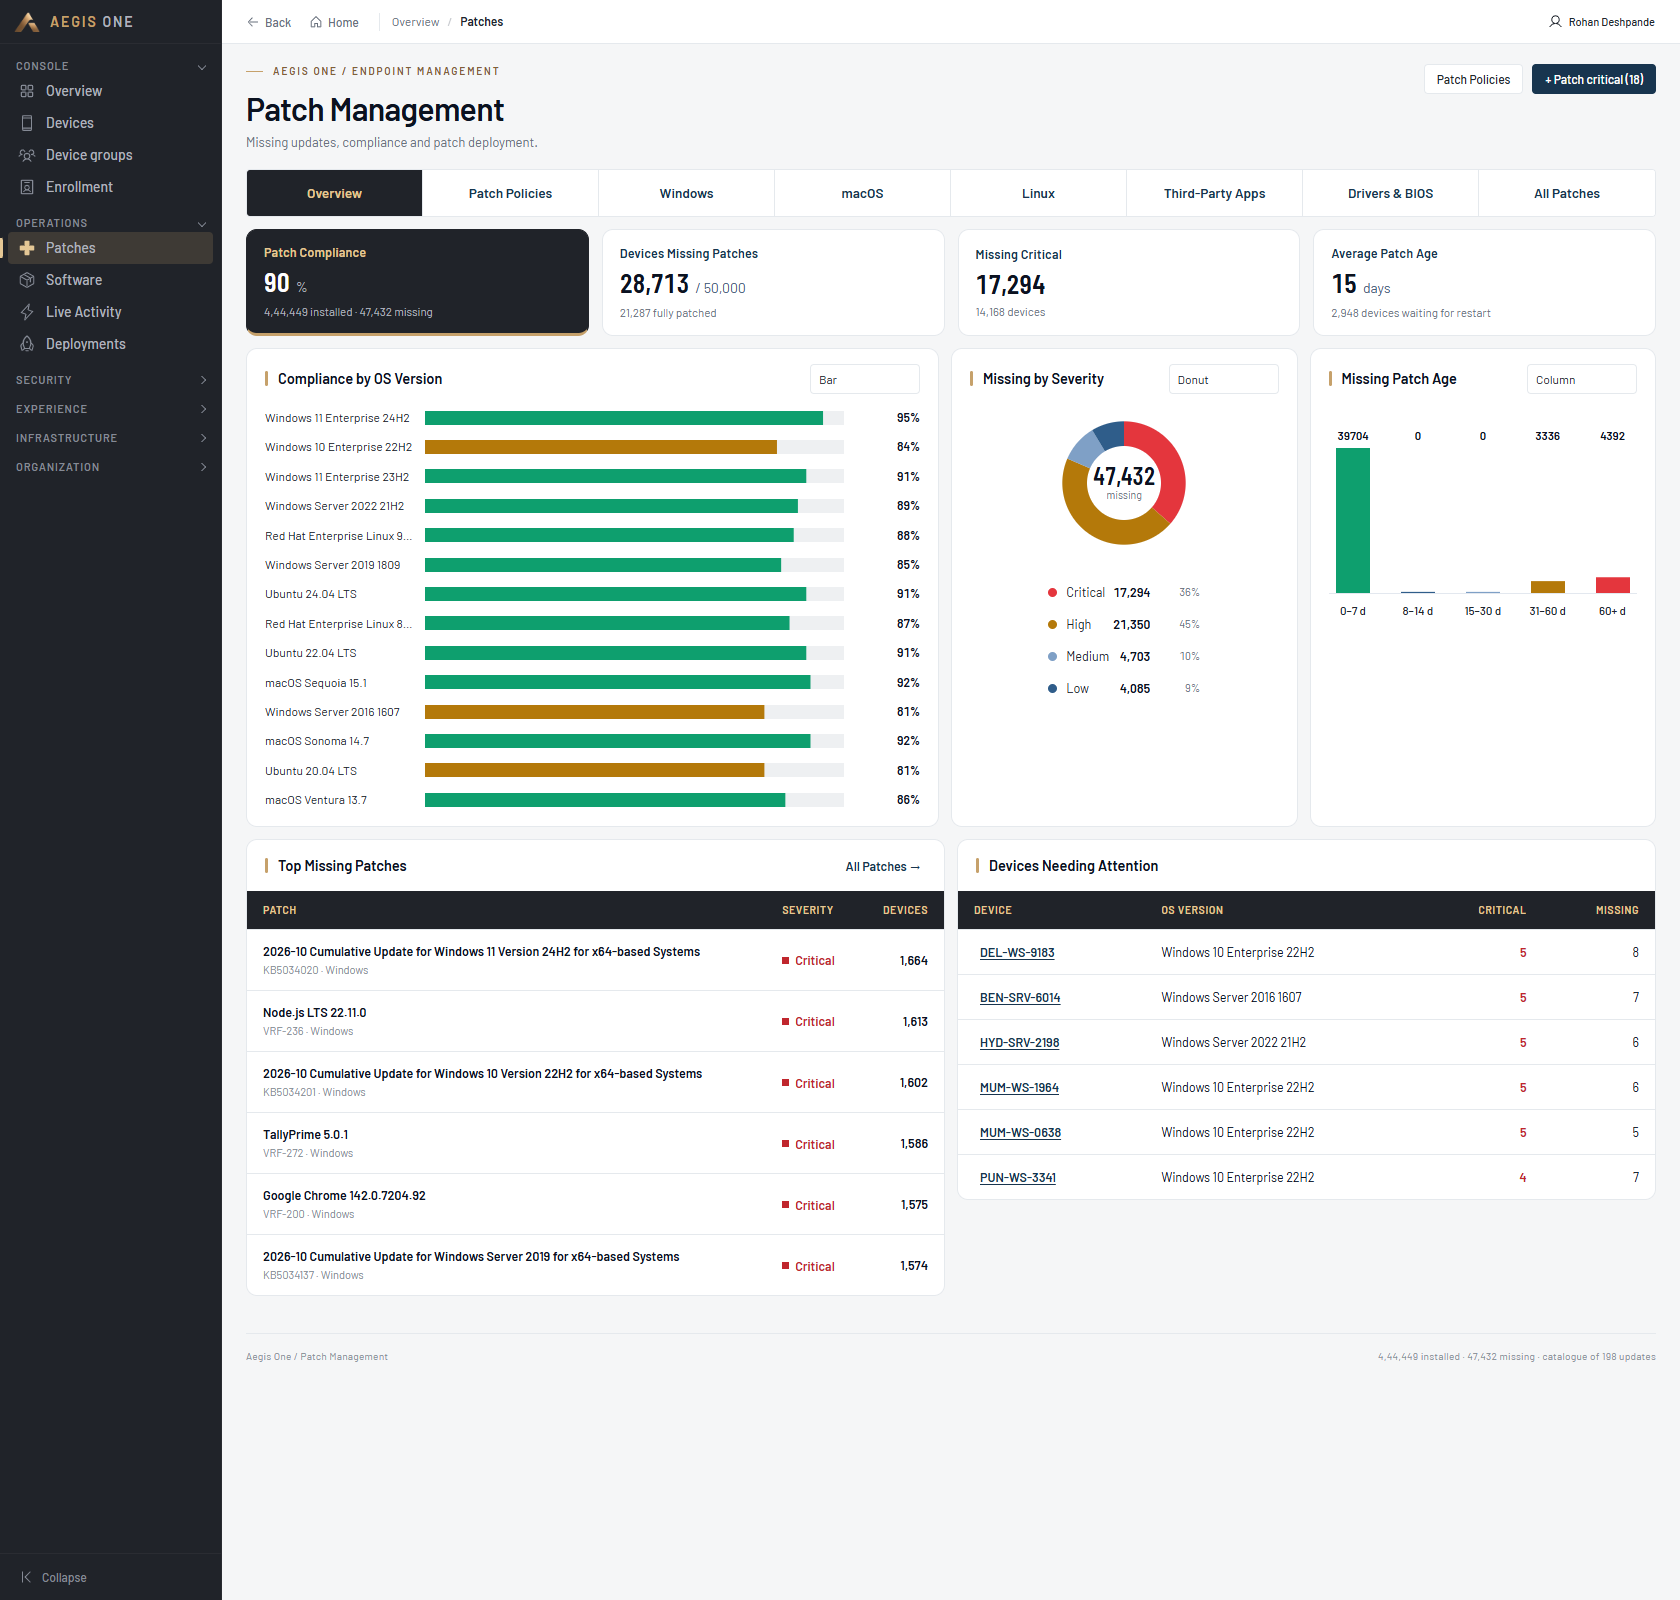 AEGIS ONE
CONSOLE
Overview
Devices
Device groups
Enrollment
OPERATIONS
Patches
Software
Live Activity
Deployments
SECURITY
EXPERIENCE
INFRASTRUCTURE
ORGANIZATION
Collapse
Back Home Overview / Patches
Rohan Deshpande
AEGIS ONE / ENDPOINT MANAGEMENT
Patch Management
Missing updates, compliance and patch deployment.
Patch Policies
+ Patch critical (18)
Overview Patch Policies Windows macOS Linux Third-Party Apps Drivers & BIOS All Patches
Patch Compliance
90 %
4,44,449 installed · 47,432 missing
Devices Missing Patches
28,713 / 50,000
21,287 fully patched
Missing Critical
17,294
14,168 devices
Average Patch Age
15 days
2,948 devices waiting for restart
Compliance by OS Version
Bar
Windows 11 Enterprise 24H2 95%
Windows 10 Enterprise 22H2 84%
Windows 11 Enterprise 23H2 91%
Windows Server 2022 21H2 89%
Red Hat Enterprise Linux 9... 88%
Windows Server 2019 1809 85%
Ubuntu 24.04 LTS 91%
Red Hat Enterprise Linux 8... 87%
Ubuntu 22.04 LTS 91%
macOS Sequoia 15.1 92%
Windows Server 2016 1607 81%
macOS Sonoma 14.7 92%
Ubuntu 20.04 LTS 81%
macOS Ventura 13.7 86%
Missing by Severity
Donut
47,432
missing
Critical 17,294 36%
High 21,350 45%
Medium 4,703 10%
Low 4,085 9%
Missing Patch Age
Column
39704 0 0 3336 4392
0-7 d 8-14 d 15-30 d 31-60 d 60+ d
Top Missing Patches
All Patches →
PATCH SEVERITY DEVICES
2026-10 Cumulative Update for Windows 11 Version 24H2 for x64-based Systems
KB5034020 · Windows
Critical 1,664
Node.js LTS 22.11.0
VRF-236 · Windows
Critical 1,613
2026-10 Cumulative Update for Windows 10 Version 22H2 for x64-based Systems
KB5034201 · Windows
Critical 1,602
TallyPrime 5.0.1
VRF-272 · Windows
Critical 1,586
Google Chrome 142.0.7204.92
VRF-200 · Windows
Critical 1,575
2026-10 Cumulative Update for Windows Server 2019 for x64-based Systems
KB5034137 · Windows
Critical 1,574
Devices Needing Attention
DEVICE OS VERSION CRITICAL MISSING
DEL-WS-9183 Windows 10 Enterprise 22H2 5 8
BEN-SRV-6014 Windows Server 2016 1607 5 7
HYD-SRV-2198 Windows Server 2022 21H2 5 6
MUM-WS-1964 Windows 10 Enterprise 22H2 5 6
MUM-WS-0638 Windows 10 Enterprise 22H2 5 5
PUN-WS-3341 Windows 10 Enterprise 22H2 4 7
Aegis One / Patch Management
4,44,449 installed · 47,432 missing · catalogue of 198 updates